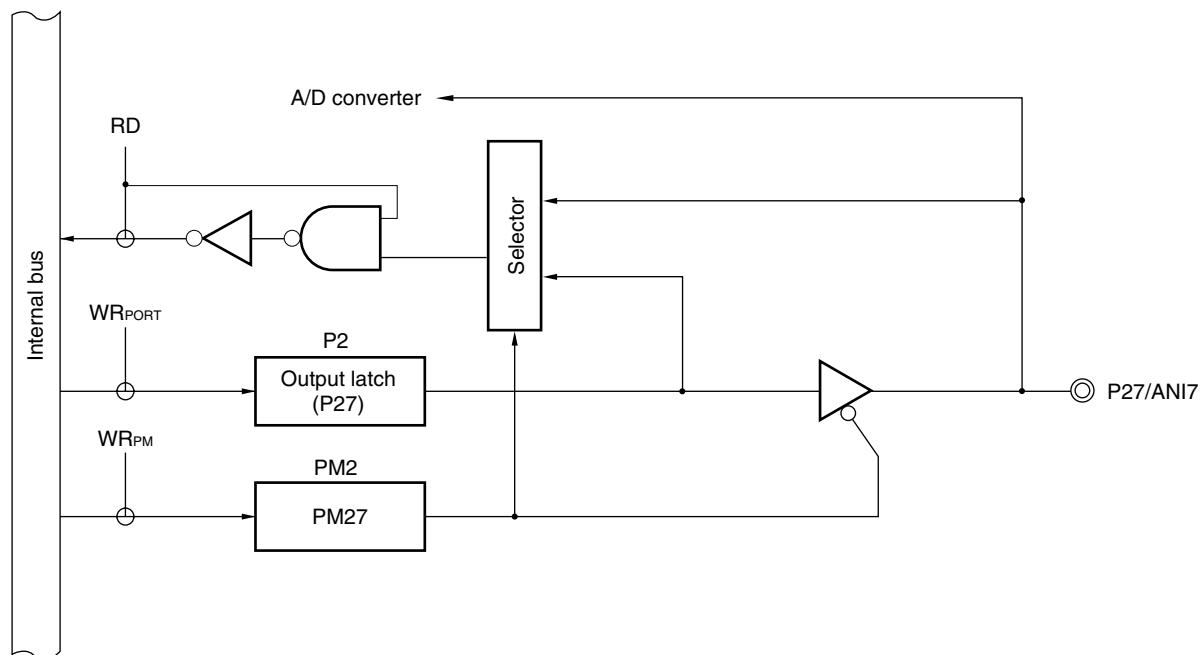 A/D converter
RD
Selector
Internal bus
WRPORT
P2
Output latch
(P27)
P27/ANI7
WRPM
PM2
PM27